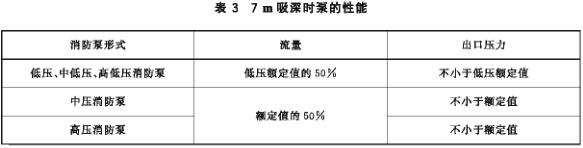 表 3 7 m 吸深时泵的性能
消防泵形式 流量 出口压力
低压、中低压、高低压消防泵 低压额定值的 50% 不小于低压额定值
中压消防泵 额定值的 50% 不小于额定值
高压消防泵 不小于额定值